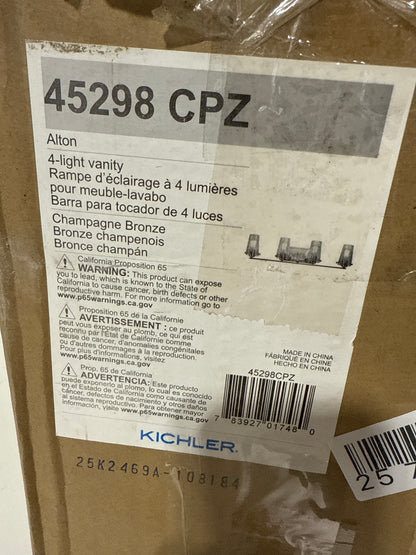 45298 CPZ
Alton
4-light vanity
Rampe d'éclairage à 4 lumières
pour meuble-lavabo
Barra para tocador de 4 luces
Champagne Bronze
Bronze champenois
Bronce champán
California Proposition 65
WARNING: This product can expose
you to lead, which is known to the State of
California to cause cancer, birth defects or other
reproductive harm. For more information go to
www.p65warnings.ca.gov
Proposition 65 de la Californie
AVERTISSEMENT : ce produit
peut vous exposer au plomb, ce qui est
reconnu par l'État de Californie comme
cause de cancer, d'anomalies congénitales
ou d'autres dommages à la reproduction.
Pour plus d'informations, visitez
www.p65warnings.ca.gov
Prop. 65 de California
ADVERTENCIA: Este producto
puede exponerlo al plomo, lo cual es conocido
por el Estado de California como causante de
cáncer, defectos de nacimiento y otros daños
al sistema reproductivo. Para obtener mayor
información, visite www.p65warnings.ca.gov
MADE IN CHINA
FABRIQUÉ EN CHINE
HECHO EN CHINA
45298CPZ
7 83927 01748 0
KICHLER
25K2469A-108184
25